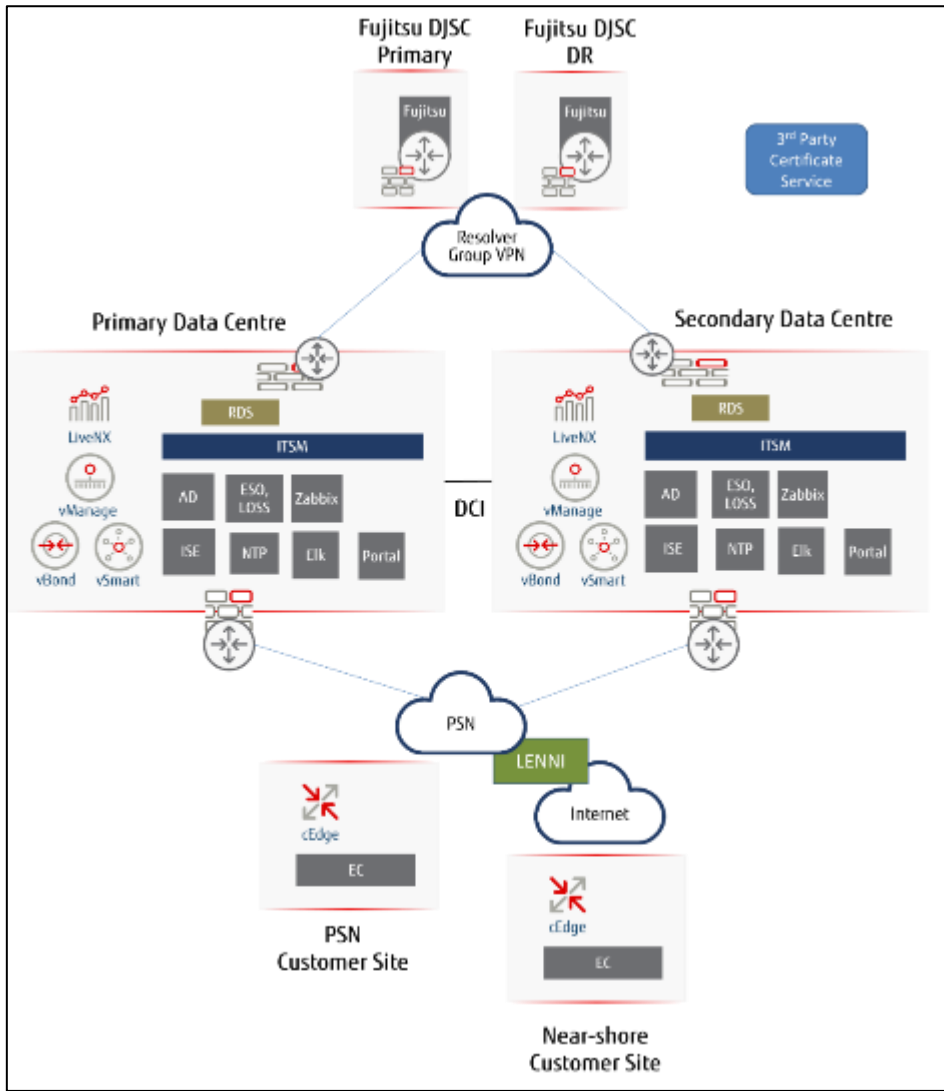 Fujitsu DJSC
Primary
Fujitsu DJSC
DR
Fujitsu
Fujitsu
3rd Party
Certificate
Service
Resolver
Group VPN
Primary Data Centre
Secondary Data Centre
RDS
LiveNX
ITSM
AD
ESO,
LOSS
Zabbix
vManage
ISE
NTP
Elk
Portal
vBond
vSmart
DCI
RDS
LiveNX
ITSM
AD
ESO,
LOSS
Zabbix
vManage
ISE
NTP
Elk
Portal
vBond
vSmart
PSN
LENNI
Internet
cEdge
EC
PSN
Customer Site
cEdge
EC
Near-shore
Customer Site